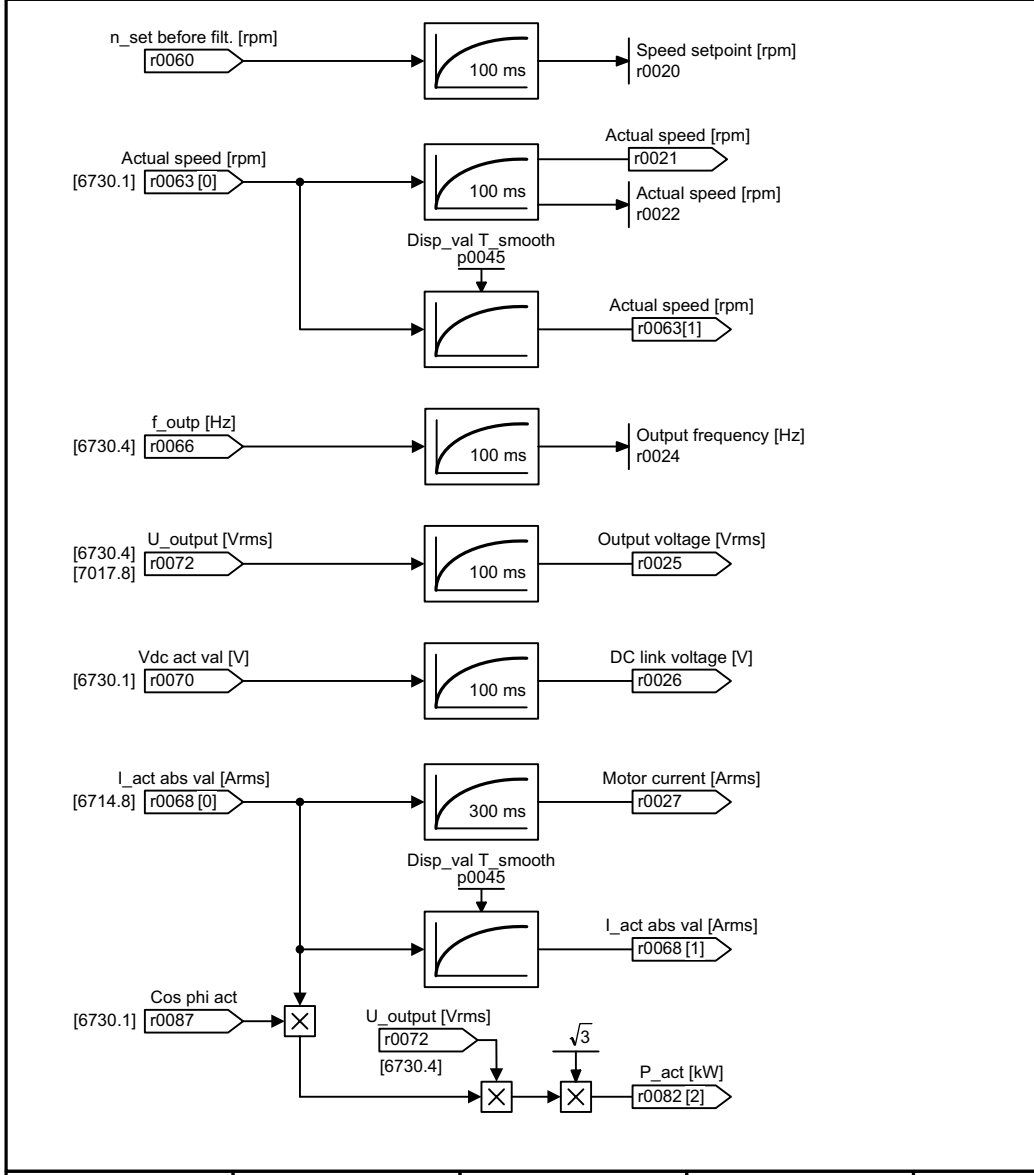 n_set before filt. [rpm]
r0060
100 ms
Speed setpoint [rpm]
r0020
Actual speed [rpm]
[6730.1] r0063 [0]
100 ms
Actual speed [rpm]
r0021
Actual speed [rpm]
r0022
Disp_val T_smooth
p0045
Actual speed [rpm]
r0063[1]
f_outp [Hz]
[6730.4] r0066
100 ms
Output frequency [Hz]
r0024
U_output [Vrms]
[6730.4]
[7017.8]
r0072
100 ms
Output voltage [Vrms]
r0025
Vdc act val [V]
[6730.1] r0070
100 ms
DC link voltage [V]
r0026
I_act abs val [Arms]
[6714.8] r0068 [0]
300 ms
Motor current [Arms]
r0027
Disp_val T_smooth
p0045
I_act abs val [Arms]
r0068 [1]
Cos phi act
[6730.1] r0087
U_output [Vrms]
r0072
[6730.4]
√3
P_act [kW]
r0082 [2]